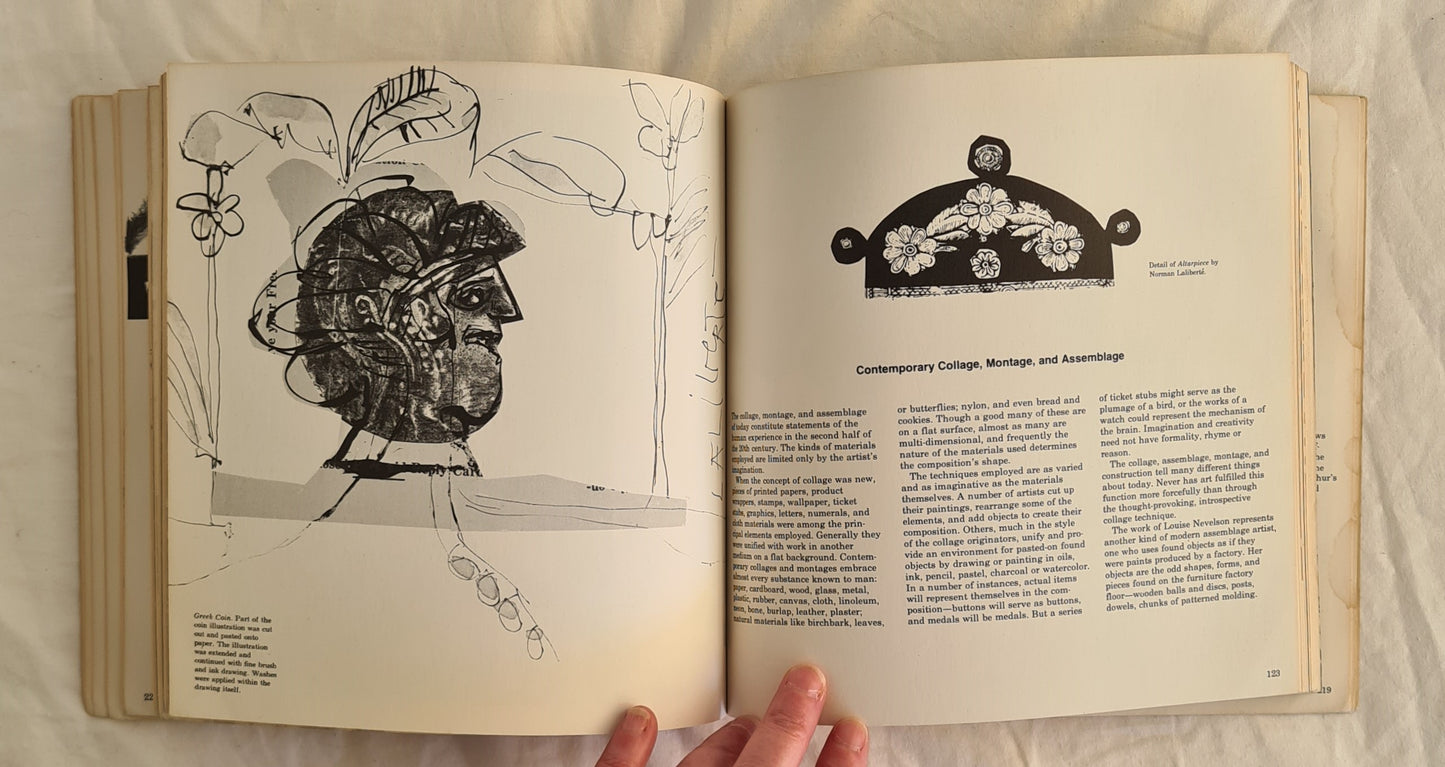 22
Greek Coin. Part of the
coin illustration was cut
out and pasted onto
paper. The illustration
was extended and
continued with fine brush
and ink drawing. Washes
were applied within the
drawing itself.
e your Fre
Reply Car
Detail of Altarpiece by
Norman Laliberté.
Contemporary Collage, Montage, and Assemblage
The collage, montage, and assemblage
of today constitute statements of the
human experience in the second half of
the 20th century. The kinds of materials
employed are limited only by the artist's
imagination.
When the concept of collage was new,
pieces of printed papers, product
wrappers, stamps, wallpaper, ticket
stubs, graphics, letters, numerals, and
cloth materials were among the prin-
cipal elements employed. Generally they
were unified with work in another
medium on a flat background. Contem-
porary collages and montages embrace
almost every substance known to man:
paper, cardboard, wood, glass, metal,
plastic, rubber, canvas, cloth, linoleum,
resin, bone, burlap, leather, plaster;
natural materials like birchbark, leaves,
or butterflies; nylon, and even bread and
cookies. Though a good many of these are
on a flat surface, almost as many are
multi-dimensional, and frequently the
nature of the materials used determines
the composition's shape.
The techniques employed are as varied
and as imaginative as the materials
themselves. A number of artists cut up
their paintings, rearrange some of the
elements, and add objects to create their
composition. Others, much in the style
of the collage originators, unify and pro-
vide an environment for pasted-on found
objects by drawing or painting in oils,
ink, pencil, pastel, charcoal or watercolor.
In a number of instances, actual items
will represent themselves in the com-
position—buttons will serve as buttons,
and medals will be medals. But a series
of ticket stubs might serve as the
plumage of a bird, or the works of a
watch could represent the mechanism of
the brain. Imagination and creativity
need not have formality, rhyme or
reason.
The collage, assemblage, montage, and
construction tell many different things
about today. Never has art fulfilled this
function more forcefully than through
the thought-provoking, introspective
collage technique.
The work of Louise Nevelson represents
another kind of modern assemblage artist,
one who uses found objects as if they
were paints produced by a factory. Her
objects are the odd shapes, forms, and
pieces found on the furniture factory
floor—wooden balls and discs, posts,
dowels, chunks of patterned molding.
123